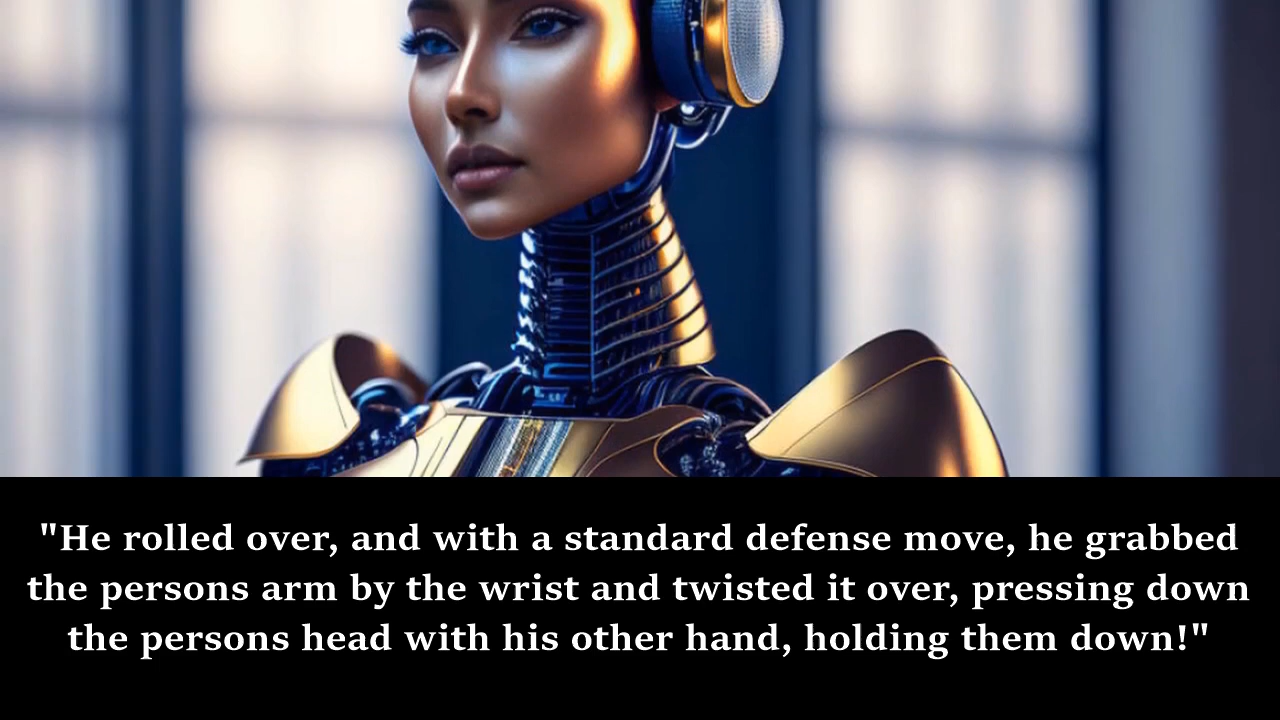 "He rolled over, and with a standard defense move, he grabbed
the persons arm by the wrist and twisted it over, pressing down
the persons head with his other hand, holding them down!"